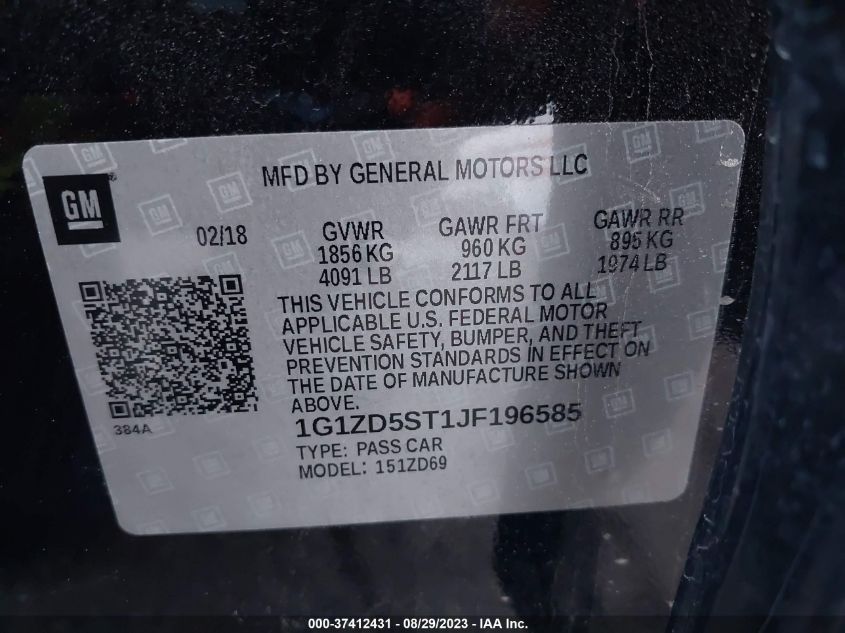 MFD BY GENERAL MOTORS LLC
GM
02/18 GVWR GAWR FRT GAWR RR
1856 KG 960 KG 895 KG
4091 LB 2117 LB 1974 LB
THIS VEHICLE CONFORMS TO ALL
APPLICABLE U.S. FEDERAL MOTOR
VEHICLE SAFETY, BUMPER, AND THEFT
PREVENTION STANDARDS IN EFFECT ON
THE DATE OF MANUFACTURE SHOWN
ABOVE.
384A
1G1ZD5ST1JF196585
TYPE: PASS CAR
MODEL: 151ZD69
000-37412431 - 08/29/2023 - IAA Inc.